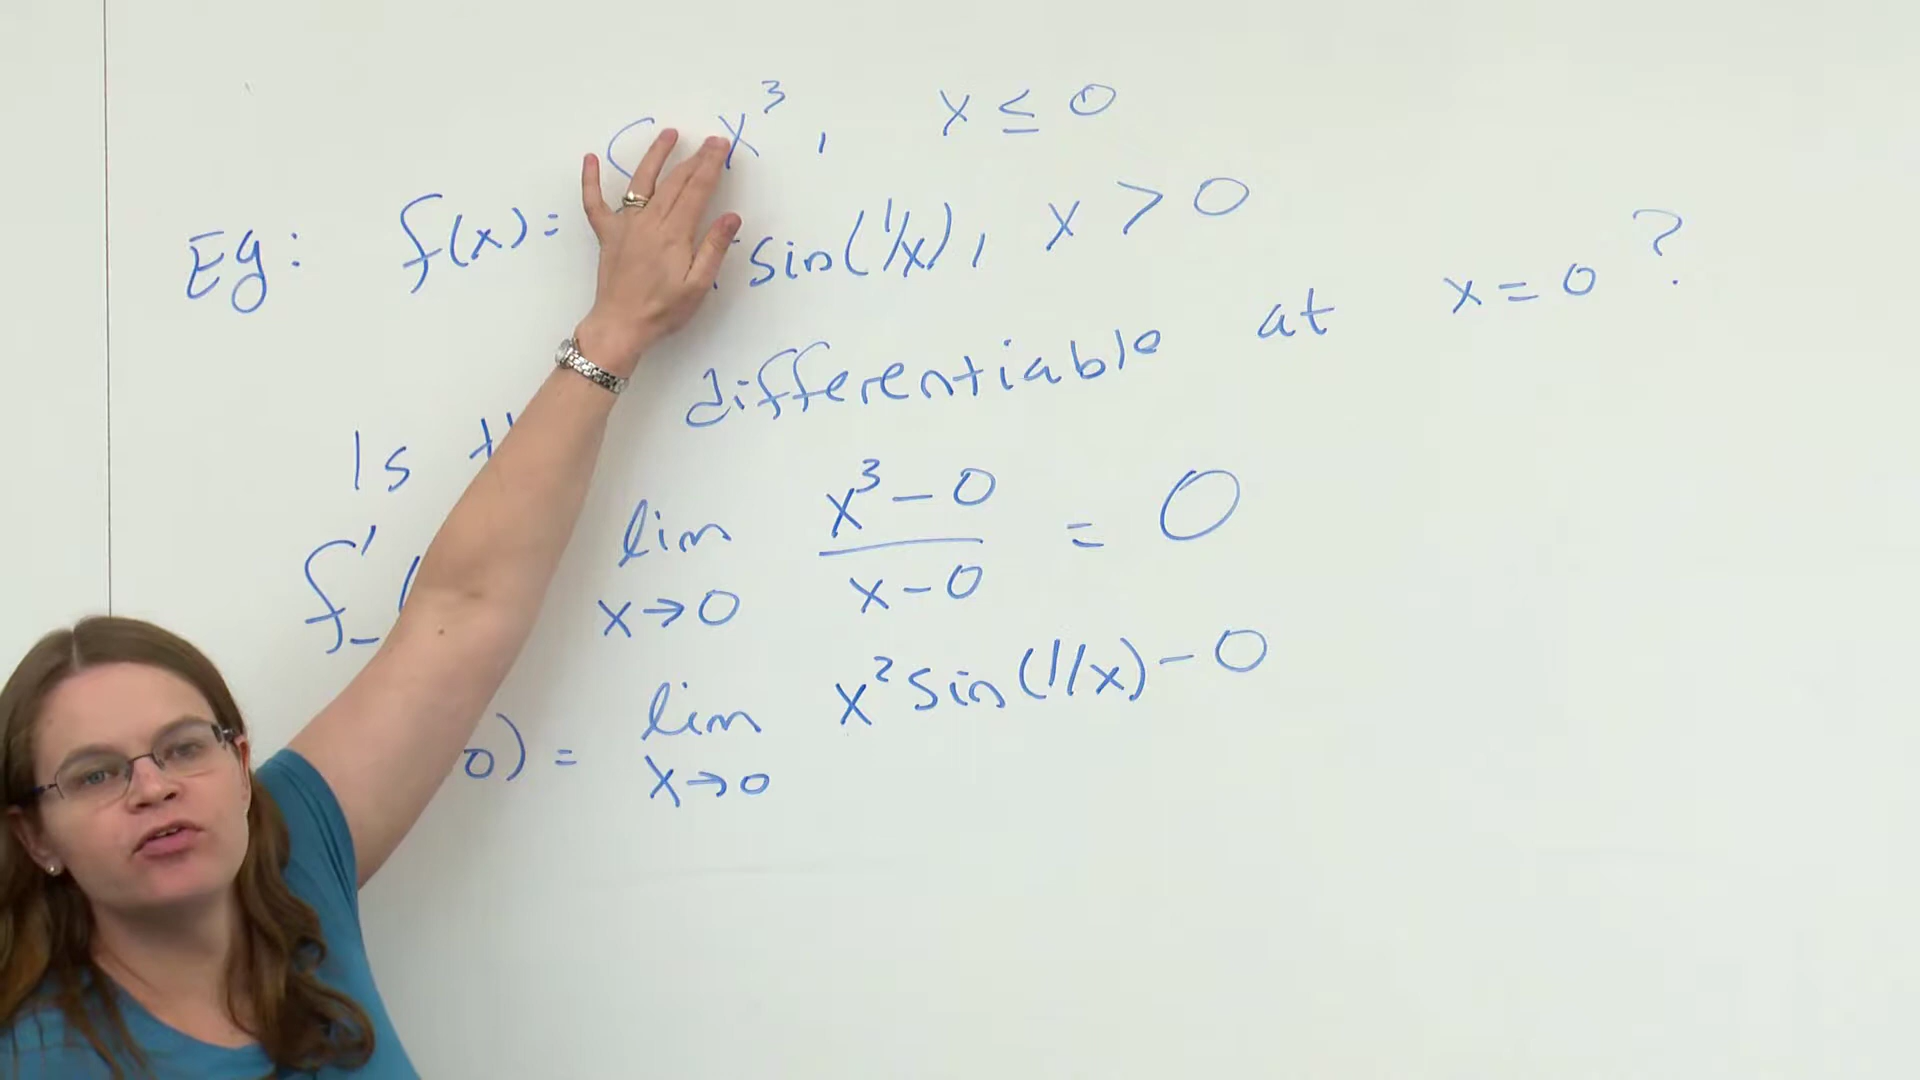 x³, x ≤ 0
Eg: f(x)= sin(1/x), x > 0
Is differentiable at x = 0 ?
f'₋( lim x→0 (x³ − 0)/(x − 0) = 0
0) = lim x→0 x² sin(1/x) − 0